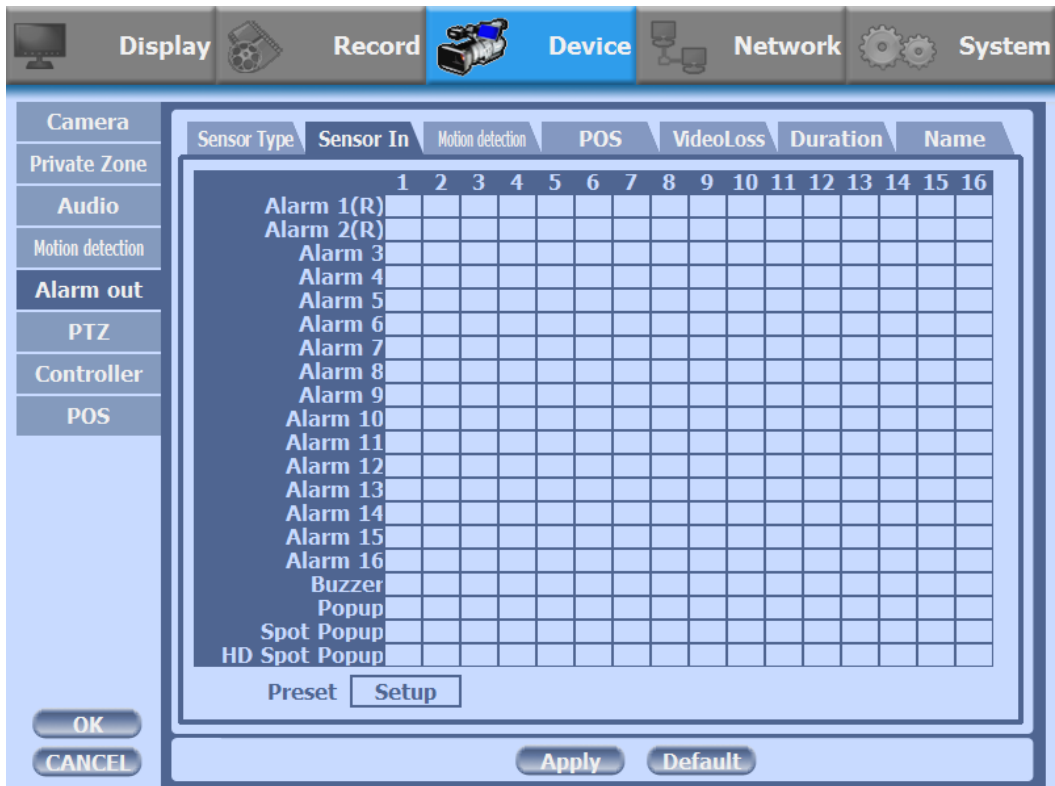 Display Record Device Network System
Camera
Private Zone
Audio
Motion detection
Alarm out
PTZ
Controller
POS
OK
CANCEL
Sensor Type Sensor In Motion detection POS VideoLoss Duration Name
1 2 3 4 5 6 7 8 9 10 11 12 13 14 15 16
Alarm 1(R)
Alarm 2(R)
Alarm 3
Alarm 4
Alarm 5
Alarm 6
Alarm 7
Alarm 8
Alarm 9
Alarm 10
Alarm 11
Alarm 12
Alarm 13
Alarm 14
Alarm 15
Alarm 16
Buzzer
Popup
Spot Popup
HD Spot Popup
Preset Setup
Apply Default